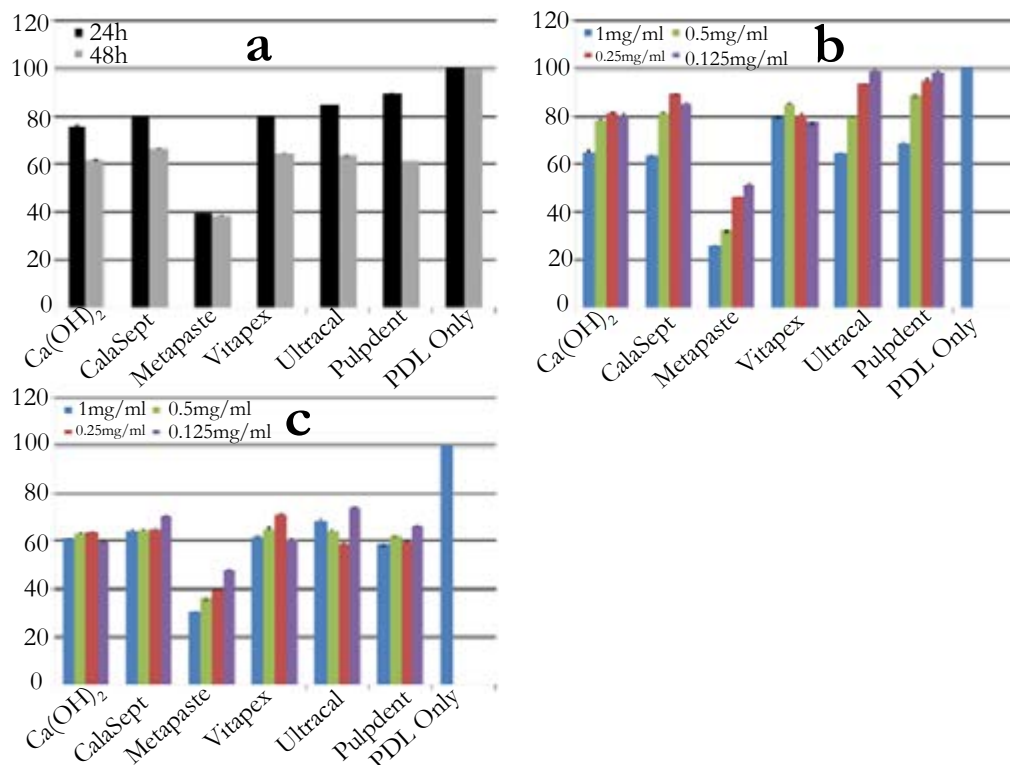 120
24h
48h
a
100
80
60
40
20
0
Ca(OH)2
CalaSept
Metapaste
Vitapex
Ultracal
Pulpdent
PDL Only
120
1mg/ml 0.5mg/ml
0.25mg/ml 0.125mg/ml
b
100
80
60
40
20
0
Ca(OH)2
CalaSept
Metapaste
Vitapex
Ultracal
Pulpdent
PDL Only
120
1mg/ml 0.5mg/ml
0.25mg/ml 0.125mg/ml
c
100
80
60
40
20
0
Ca(OH)2
CalaSept
Metapaste
Vitapex
Ultracal
Pulpdent
PDL Only